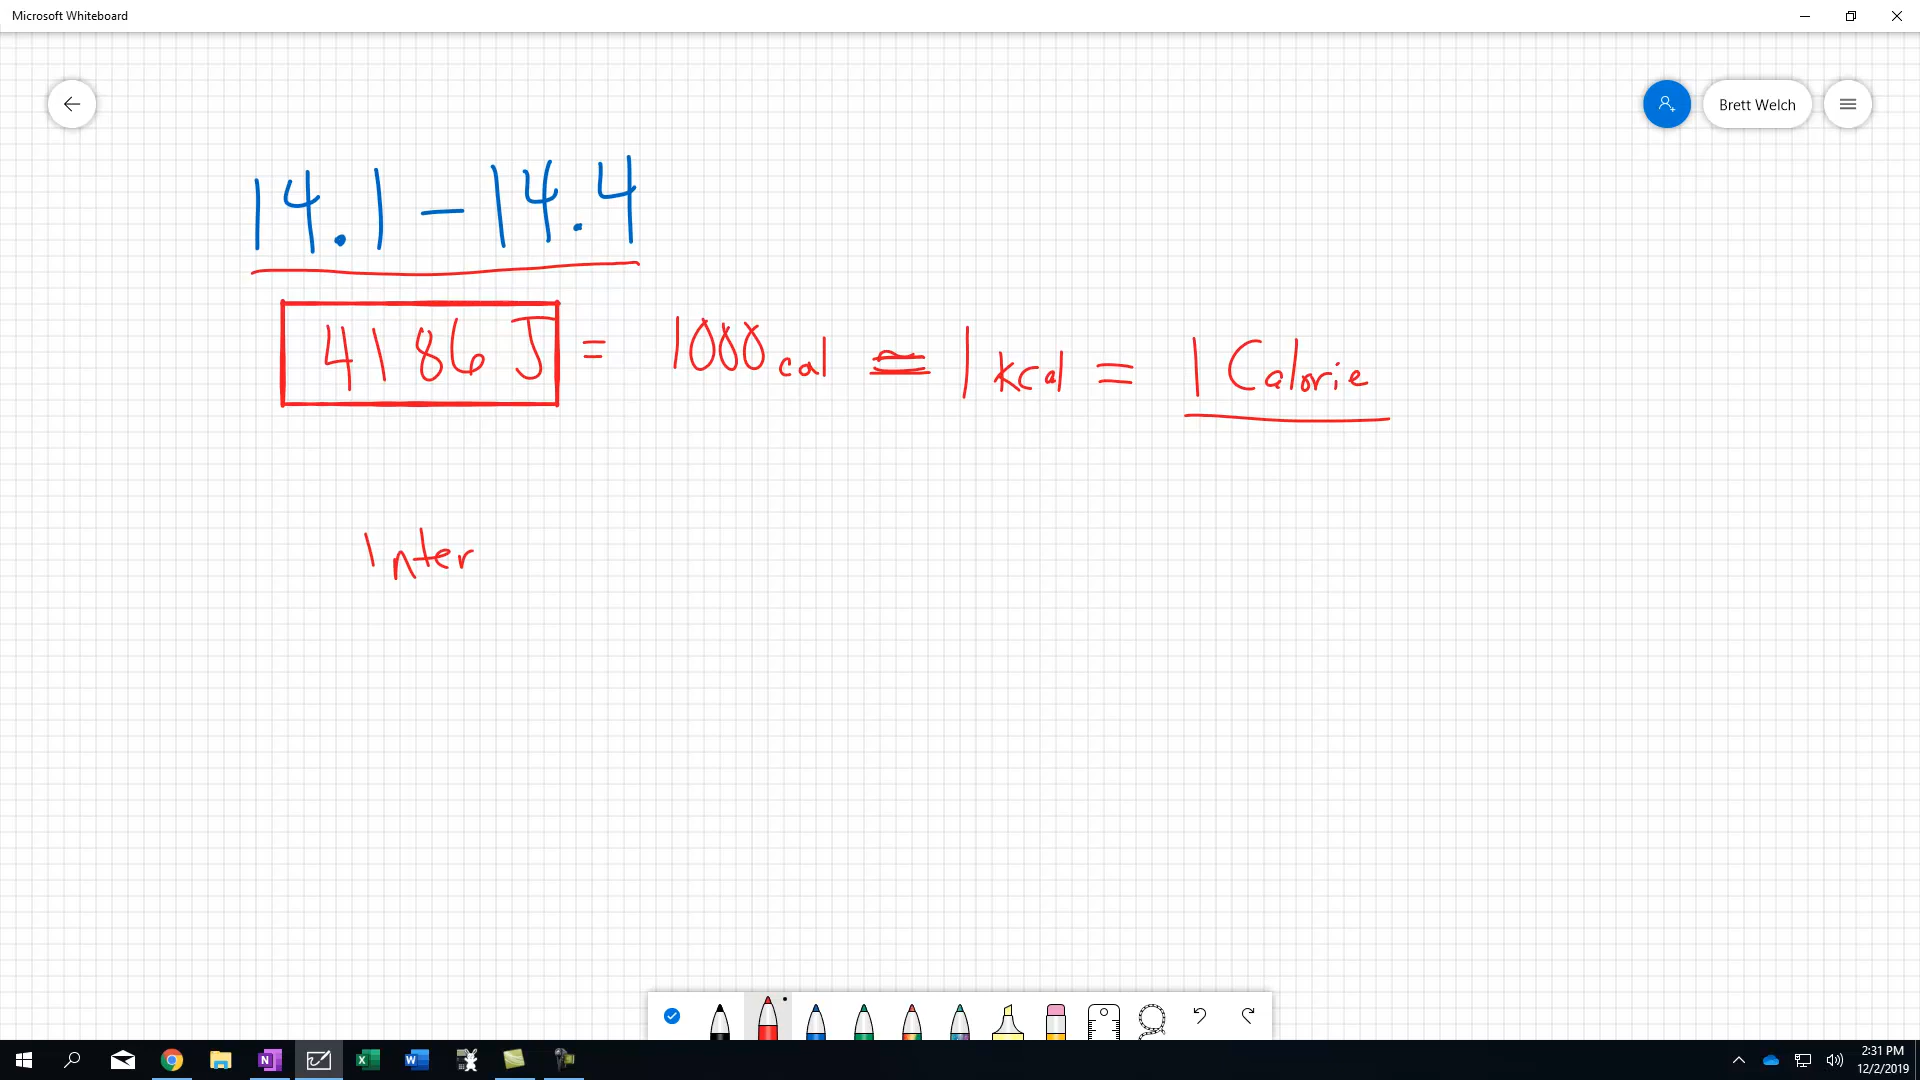 Microsoft Whiteboard
Brett Welch
14.1 – 14.4
4186 J = 1000 cal ≅ 1 kcal = 1 Calorie
Inter
2:31 PM
12/2/2019